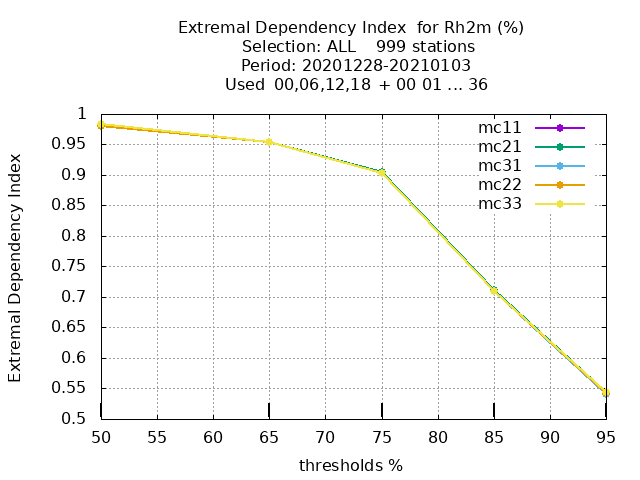 Extremal Dependency Index  for Rh2m (%)
Selection: ALL    999 stations
Period: 20201228-20210103
Used  00,06,12,18  + 00 01 ... 36
mc11
mc21
mc31
mc22
mc33
Extremal Dependency Index
1
0.95
0.9
0.85
0.8
0.75
0.7
0.65
0.6
0.55
0.5
50 55 60 65 70 75 80 85 90 95
thresholds %